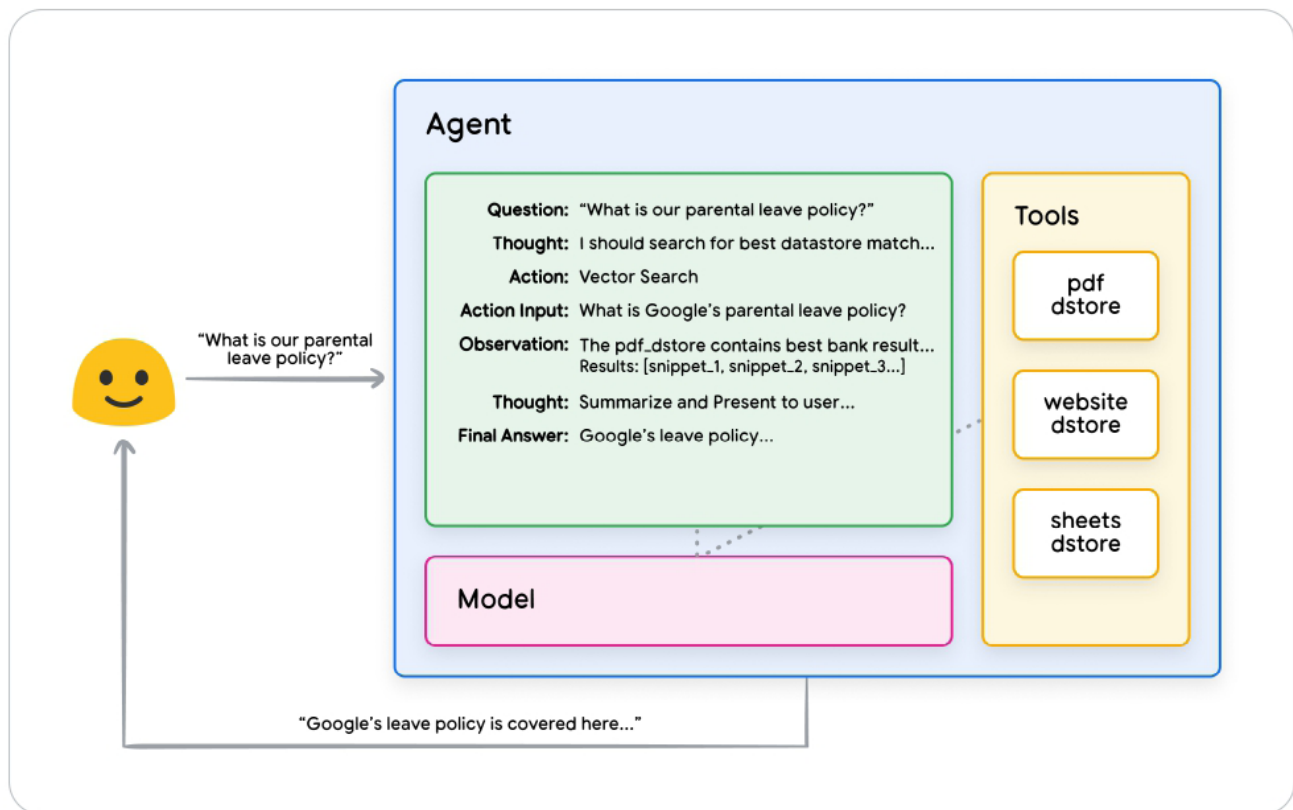 Agent
Question: “What is our parental leave policy?”
Thought: I should search for best datastore match...
Action: Vector Search
Action Input: What is Google’s parental leave policy?
Observation: The pdf_dstore contains best bank result...
Results: [snippet_1, snippet_2, snippet_3...]
Thought: Summarize and Present to user...
Final Answer: Google’s leave policy...
Tools
pdf
dstore
website
dstore
sheets
dstore
“What is our parental
leave policy?”
Model
“Google’s leave policy is covered here...”